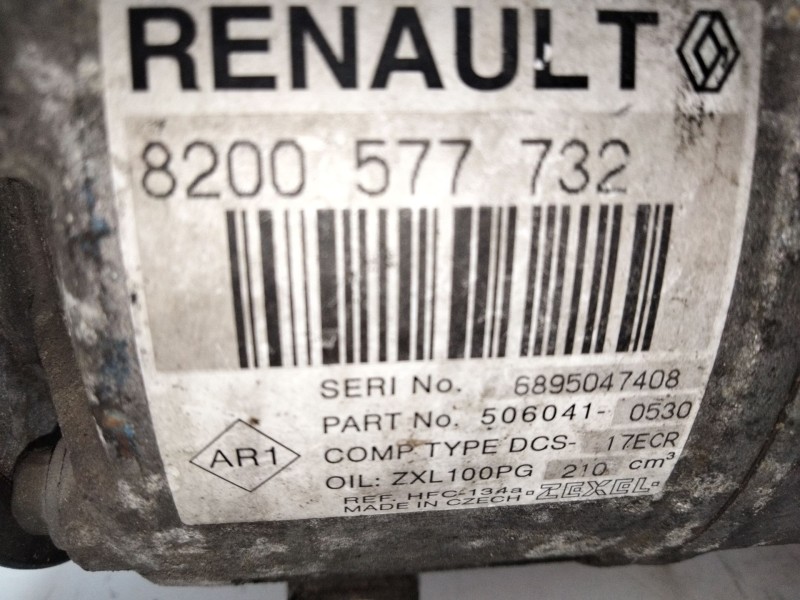 RENAULT
8200 577 732
SERI No. 6895047408
PART No. 506041- 0530
AR1
COMP TYPE DCS- 17ECR
OIL: ZXL100PG 210 cm³
REF. HFC-134a
MADE IN CZECH ZEXEL